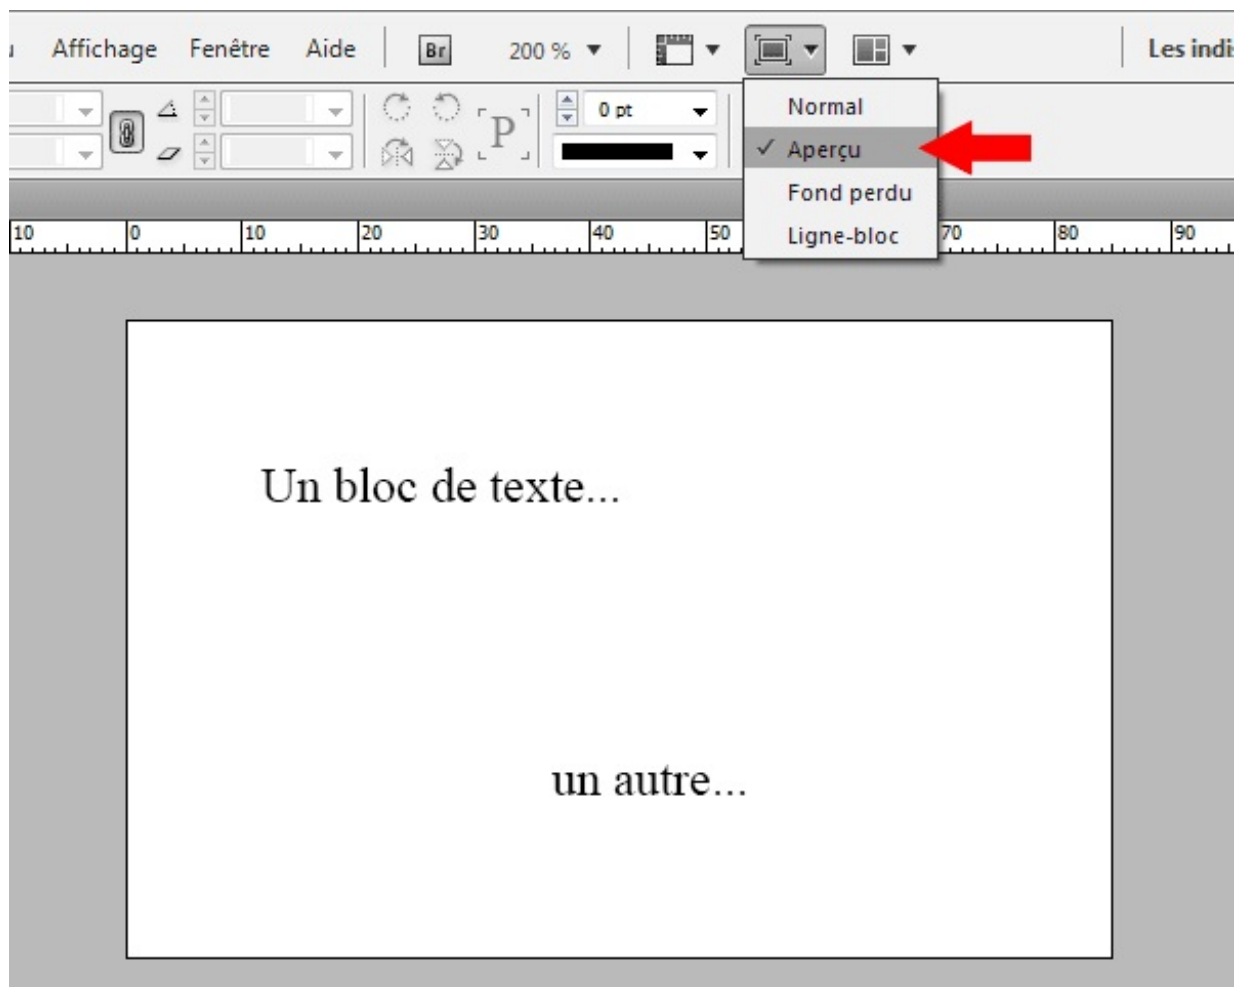 Affichage Fenêtre Aide Br 200 % Les indis
Normal
0 pt
P
✓ Aperçu
Fond perdu
Ligne-bloc
10 0 10 20 30 40 50 70 80 90
Un bloc de texte...
un autre...